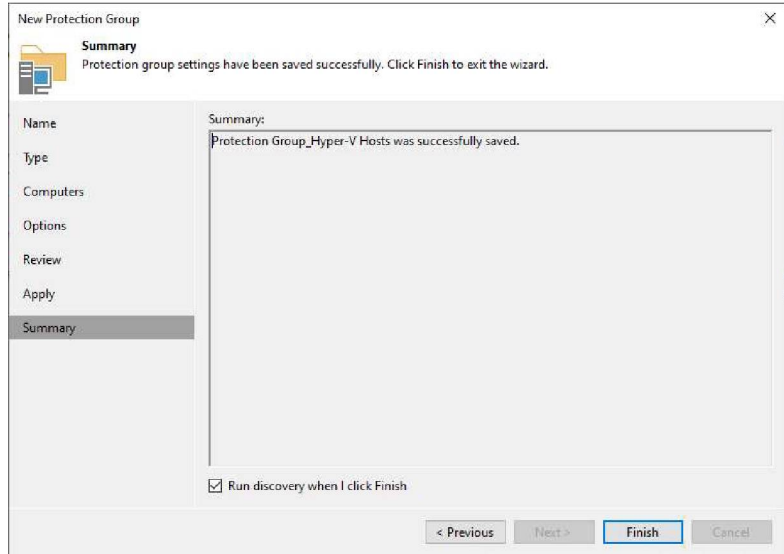 New Protection Group
Summary
Protection group settings have been saved successfully. Click Finish to exit the wizard.
Name
Type
Computers
Options
Review
Apply
Summary
Summary:
Protection Group_Hyper-V Hosts was successfully saved.
Run discovery when I click Finish
< Previous
Next >
Finish
Cancel